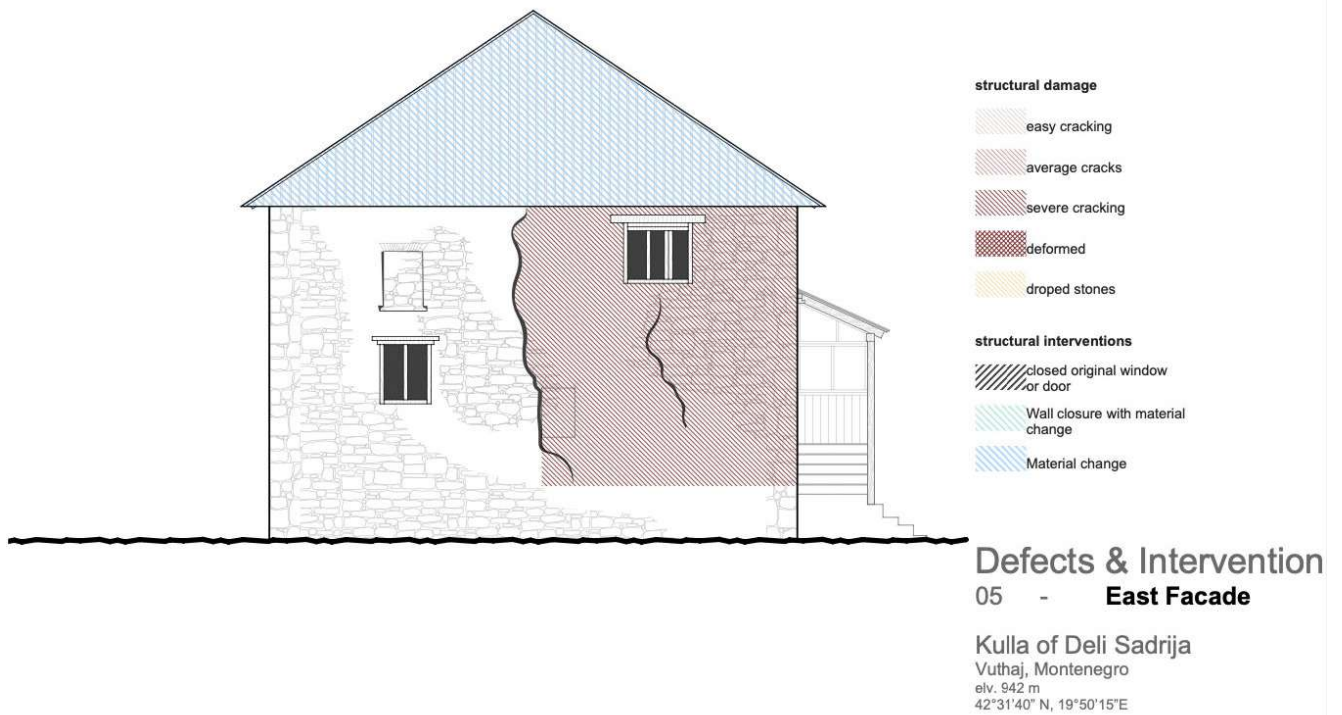 structural damage
easy cracking
average cracks
severe cracking
deformed
droped stones
structural interventions
closed original window
or door
Wall closure with material
change
Material change
Defects & Intervention
05 - East Facade
Kulla of Deli Sadrija
Vuthaj, Montenegro
elv. 942 m
42°31'40" N, 19°50'15"E